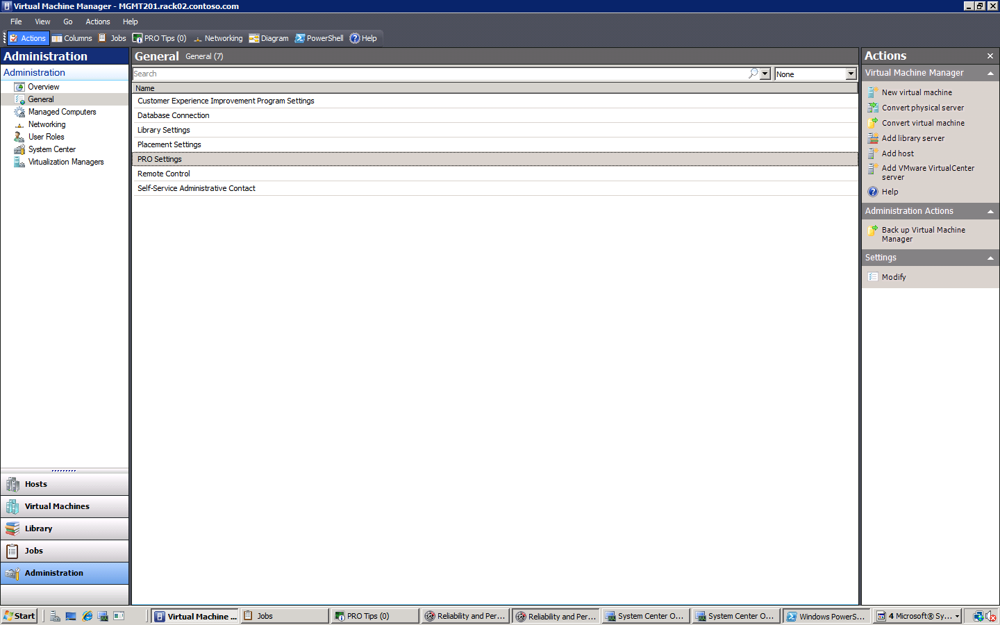 Virtual Machine Manager - MGMT201.rack02.contoso.com
File View Go Actions Help
Actions Columns Jobs PRO Tips (0) Networking Diagram PowerShell Help
Administration
Administration
Overview
General
Managed Computers
Networking
User Roles
System Center
Virtualization Managers
Hosts
Virtual Machines
Library
Jobs
Administration
General General (7)
Search
None
Name
Customer Experience Improvement Program Settings
Database Connection
Library Settings
Placement Settings
PRO Settings
Remote Control
Self-Service Administrative Contact
Actions
Virtual Machine Manager
New virtual machine
Convert physical server
Convert virtual machine
Add library server
Add host
Add VMware VirtualCenter
server
Help
Administration Actions
Back up Virtual Machine
Manager
Settings
Modify
Start Virtual Machine ... Jobs PRO Tips (0) Reliability and Per... Reliability and Per... System Center O... System Center O... Windows PowerS... 4 Microsoft® Sy...